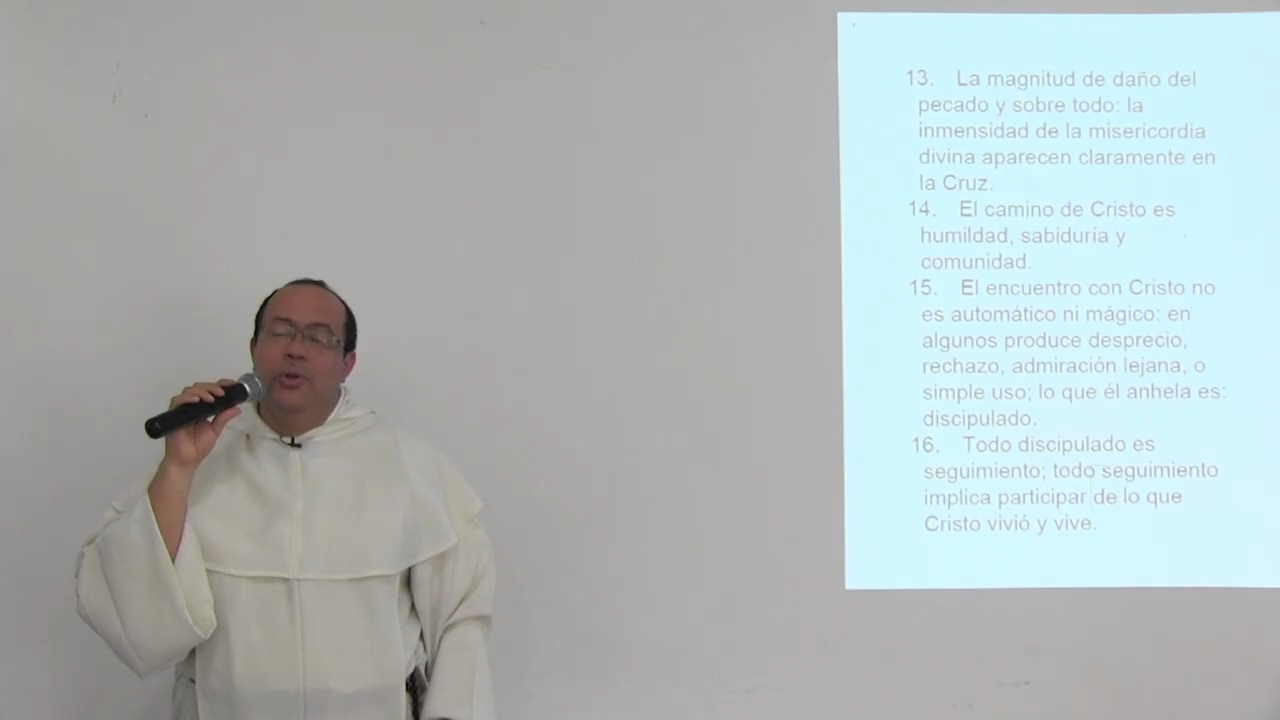 13. La magnitud de daño del
pecado y sobre todo: la
inmensidad de la misericordia
divina aparecen claramente en
la Cruz.
14. El camino de Cristo es
humildad, sabiduría y
comunidad.
15. El encuentro con Cristo no
es automático ni mágico: en
algunos produce desprecio,
rechazo, admiración lejana, o
simple uso; lo que él anhela es:
discipulado.
16. Todo discipulado es
seguimiento; todo seguimiento
implica participar de lo que
Cristo vivió y vive.